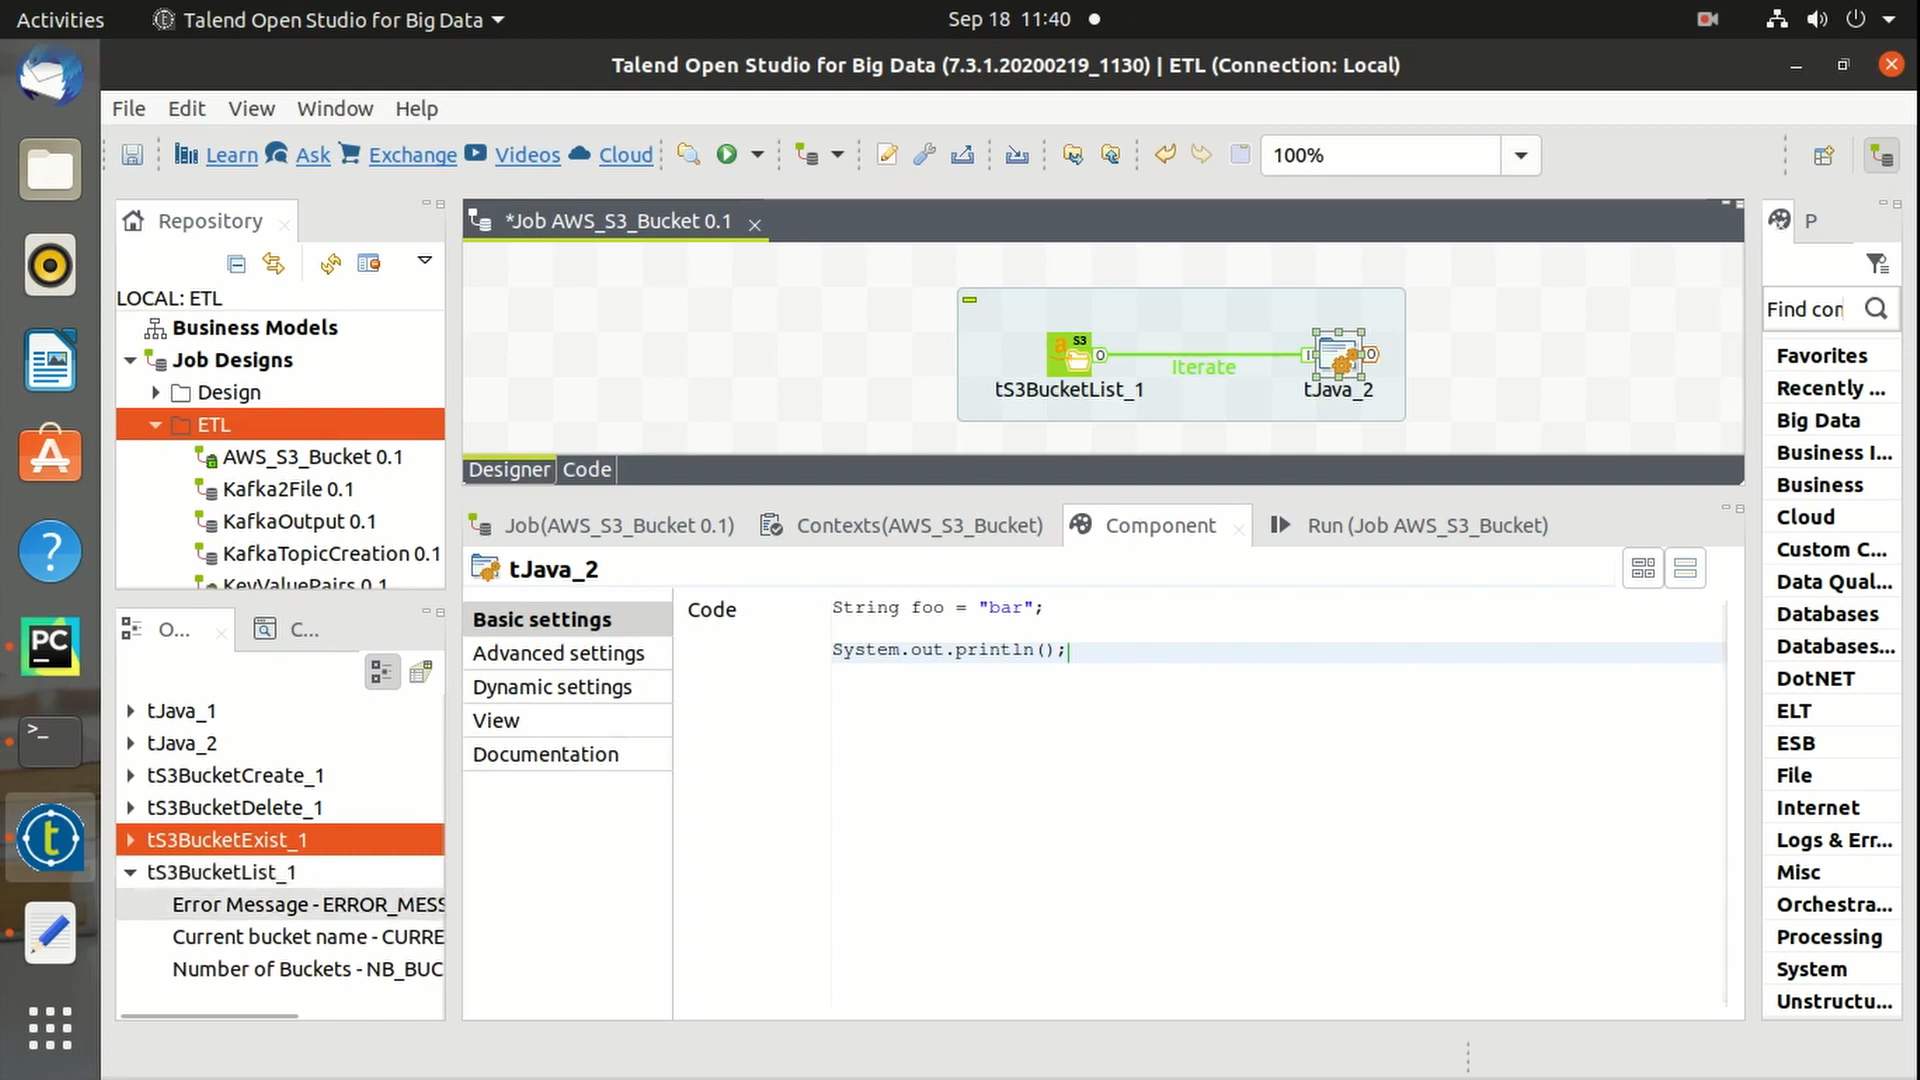 Activities
Talend Open Studio for Big Data
Sep 18 11:40
Talend Open Studio for Big Data (7.3.1.20200219_1130) | ETL (Connection: Local)
File Edit View Window Help
Learn Ask Exchange Videos Cloud
100%
Repository
*Job AWS_S3_Bucket 0.1
P
LOCAL: ETL
Business Models
Job Designs
Design
ETL
AWS_S3_Bucket 0.1
Kafka2File 0.1
KafkaOutput 0.1
KafkaTopicCreation 0.1
KeyValuePairs 0.1
S3
Iterate
tS3BucketList_1
tJava_2
Designer Code
Job(AWS_S3_Bucket 0.1)
Contexts(AWS_S3_Bucket)
Component
Run (Job AWS_S3_Bucket)
tJava_2
Basic settings
Advanced settings
Dynamic settings
View
Documentation
Code
String foo = "bar";
System.out.println();
O...
C...
tJava_1
tJava_2
tS3BucketCreate_1
tS3BucketDelete_1
tS3BucketExist_1
tS3BucketList_1
Error Message - ERROR_MESS
Current bucket name - CURRE
Number of Buckets - NB_BUC
Find con
Favorites
Recently ...
Big Data
Business I...
Business
Cloud
Custom C...
Data Qual...
Databases
Databases...
DotNET
ELT
ESB
File
Internet
Logs & Err...
Misc
Orchestra...
Processing
System
Unstructu...
PC